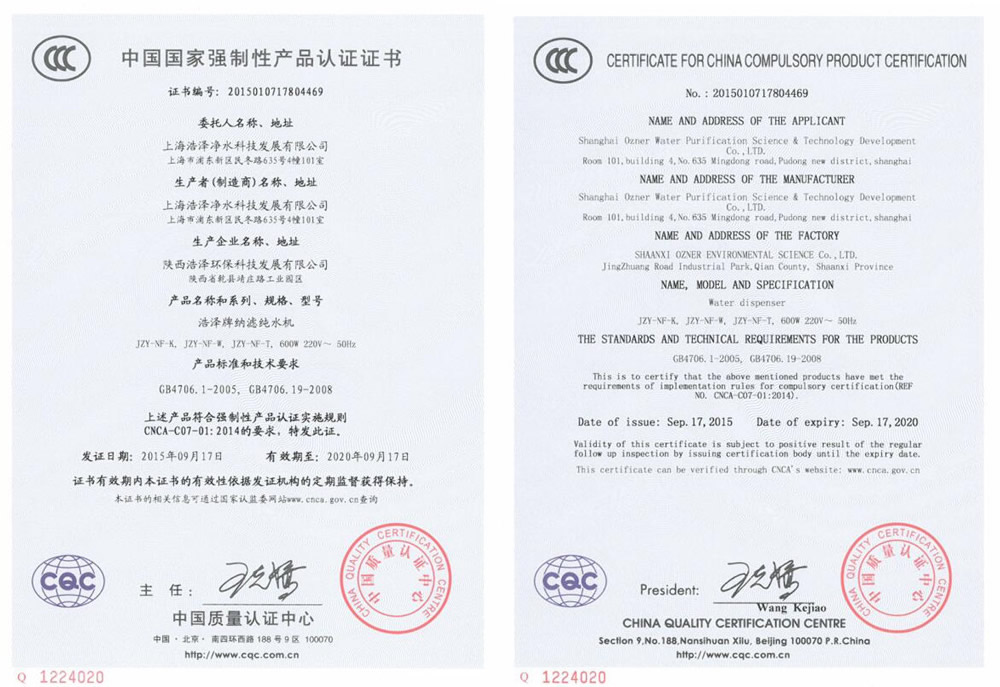 中国国家强制性产品认证证书
证书编号：2015010717804469
委托人名称、地址
上海浩泽净水科技发展有限公司
上海市浦东新区民冬路635号4幢101室
生产者(制造商)名称、地址
上海浩泽净水科技发展有限公司
上海市浦东新区民冬路635号4幢101室
生产企业名称、地址
陕西浩泽环保科技发展有限公司
陕西省乾县靖庄路工业园区
产品名称和系列、规格、型号
浩泽牌纳滤纯水机
JZY-NF-K, JZY-NF-W, JZY-NF-T, 600W 220V～ 50Hz
产品标准和技术要求
GB4706.1-2005, GB4706.19-2008
上述产品符合强制性产品认证实施规则
CNCA-C07-01:2014的要求，特发此证。
发证日期：2015年09月17日 有效期至：2020年09月17日
证书有效期内本证书的有效性依据发证机构的定期监督获得保持。
本证书的相关信息可通过国家认监委网站www.cnca.gov.cn查询
CQC
主 任：
CHINA QUALITY CERTIFICATION CENTRE
中国质量认证中心
中国质量认证中心
中国·北京·南四环西路188号9区 100070
http://www.cqc.com.cn
Q 1224020
CERTIFICATE FOR CHINA COMPULSORY PRODUCT CERTIFICATION
No.: 2015010717804469
NAME AND ADDRESS OF THE APPLICANT
Shanghai Ozner Water Purification Science & Technology Development
Co.,LTD.
Room 101,building 4,No.635 Mingdong road,Pudong new district,shanghai
NAME AND ADDRESS OF THE MANUFACTURER
Shanghai Ozner Water Purification Science & Technology Development
Co.,LTD.
Room 101,building 4,No.635 Mingdong road,Pudong new district,shanghai
NAME AND ADDRESS OF THE FACTORY
SHAANXI OZNER ENVIRONMENTAL SCIENCE Co.,LTD.
JingZhuang Road Industrial Park,Qian County, Shaanxi Province
NAME, MODEL AND SPECIFICATION
Water dispenser
JZY-NF-K, JZY-NF-W, JZY-NF-T, 600W 220V～ 50Hz
THE STANDARDS AND TECHNICAL REQUIREMENTS FOR THE PRODUCTS
GB4706.1-2005, GB4706.19-2008
This is to certify that the above mentioned products have met the
requirements of implementation rules for compulsory certification(REF
NO. CNCA-C07-01:2014).
Date of issue: Sep.17,2015 Date of expiry: Sep.17,2020
Validity of this certificate is subject to positive result of the regular
follow up inspection by issuing certification body until the expiry date.
This certificate can be verified through CNCA's website: www.cnca.gov.cn
CQC
President:
Wang Kejiao
CHINA QUALITY CERTIFICATION CENTRE
中国质量认证中心
CHINA QUALITY CERTIFICATION CENTRE
Section 9,No.188,Nansihuan Xilu, Beijing 100070 P.R.China
http://www.cqc.com.cn
Q 1224020